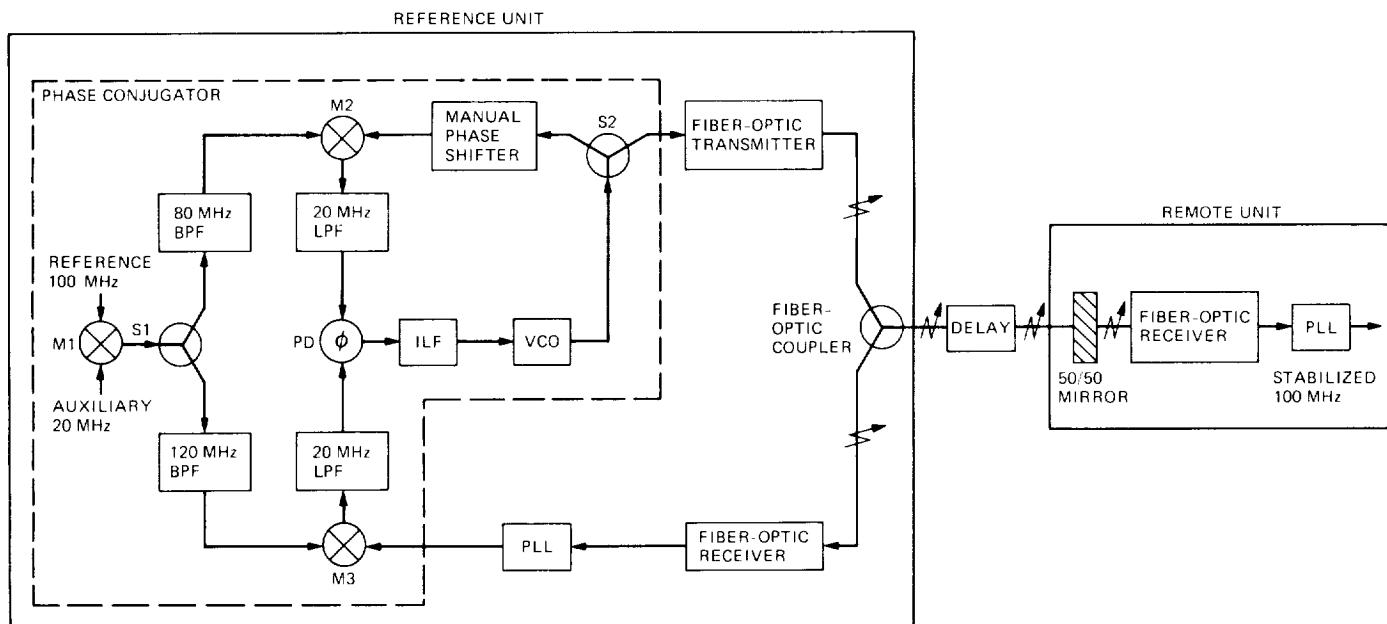 REFERENCE UNIT
PHASE CONJUGATOR
M2
MANUAL
PHASE
SHIFTER
S2
FIBER-OPTIC
TRANSMITTER
80 MHz
BPF
20 MHz
LPF
REMOTE UNIT
REFERENCE
100 MHz
S1
M1
PD
ϕ
ILF
VCO
FIBER-
OPTIC
COUPLER
DELAY
FIBER-OPTIC
RECEIVER
PLL
50/50
MIRROR
STABILIZED
100 MHz
AUXILIARY
20 MHz
120 MHz
BPF
20 MHz
LPF
M3
PLL
FIBER-OPTIC
RECEIVER